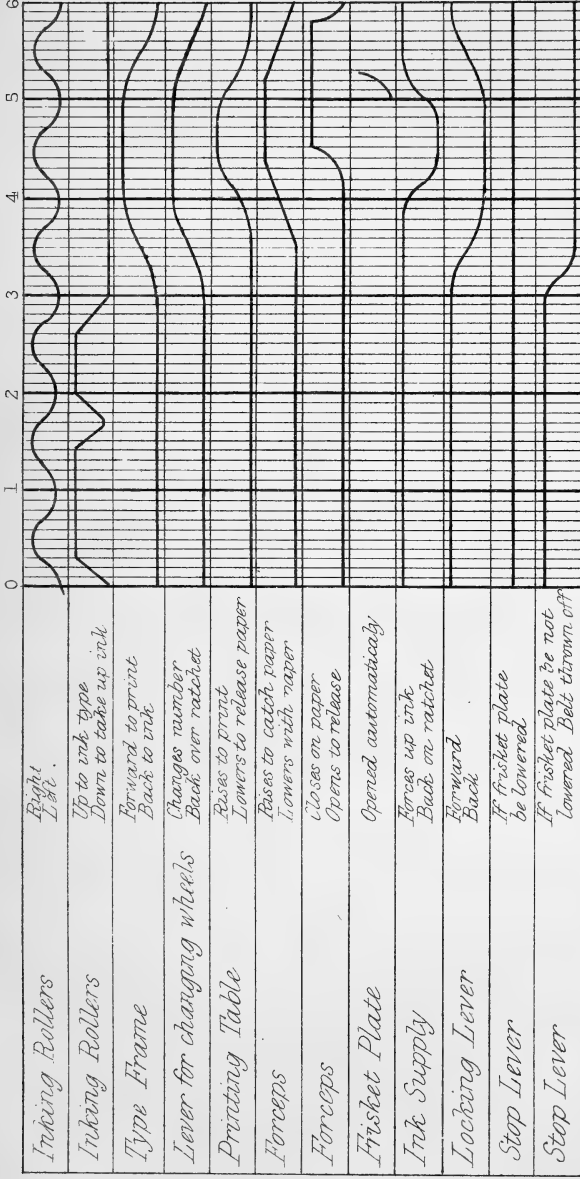 0 1 2 3 4 5 6
Inking Rollers
Right
Left.
Inking Rollers
Up to ink type
Down to take up ink
Type Frame
Forward to print
Back to ink
Lever for changing wheels
Changes number
Back over ratchet
Printing Table
Rises to print
Lowers to release paper
Forceps
Rises to catch paper
Lowers with paper
Forceps
Closes on paper
Opens to release
Frisket Plate
Opened automaticaly
Ink Supply
Forces up ink
Back on ratchet
Locking Lever
Forward
Back
Stop Lever
If frisket plate
be lowered
Stop Lever
If frisket plate be not
lowered Belt thrown off